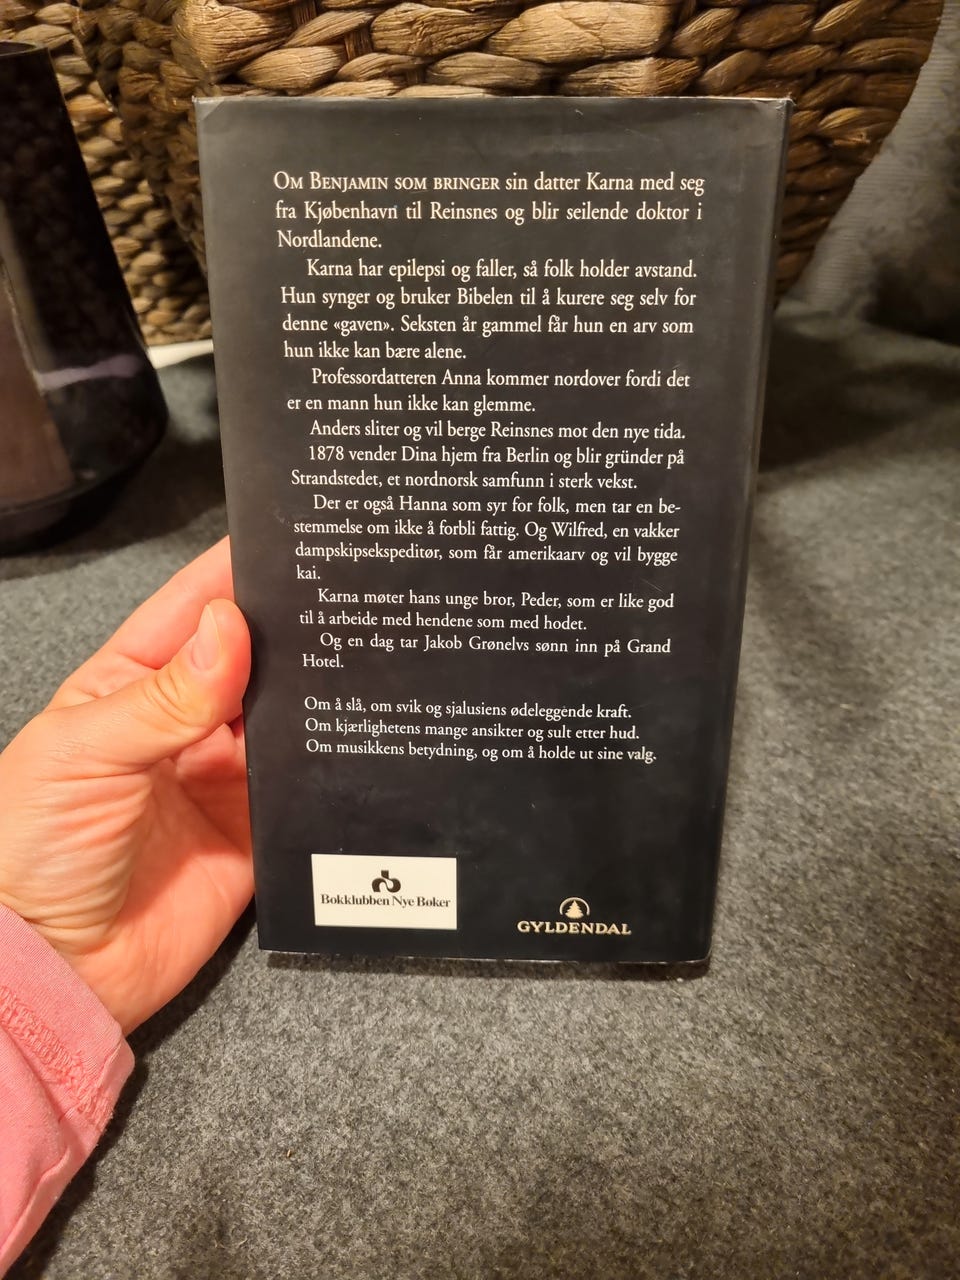 OM BENJAMIN SOM BRINGER sin datter Karna med seg
fra Kjøbenhavn til Reinsnes og blir seilende doktor i
Nordlandene.
Karna har epilepsi og faller, så folk holder avstand.
Hun synger og bruker Bibelen til å kurere seg selv for
denne «gaven». Seksten år gammel får hun en arv som
hun ikke kan bære alene.
Professordatteren Anna kommer nordover fordi det
er en mann hun ikke kan glemme.
Anders sliter og vil berge Reinsnes mot den nye tida.
1878 vender Dina hjem fra Berlin og blir gründer på
Strandstedet, et nordnorsk samfunn i sterk vekst.
Der er også Hanna som syr for folk, men tar en be-
stemmelse om ikke å forbli fattig. Og Wilfred, en vakker
dampskipsekspeditør, som får amerikaarv og vil bygge
kai.
Karna møter hans unge bror, Peder, som er like god
til å arbeide med hendene som med hodet.
Og en dag tar Jakob Grønelvs sønn inn på Grand
Hotel.
Om å slå, om svik og sjalusiens ødeleggende kraft.
Om kjærlighetens mange ansikter og sult etter hud.
Om musikkens betydning, og om å holde ut sine valg.
Bokklubben Nye Bøker
GYLDENDAL